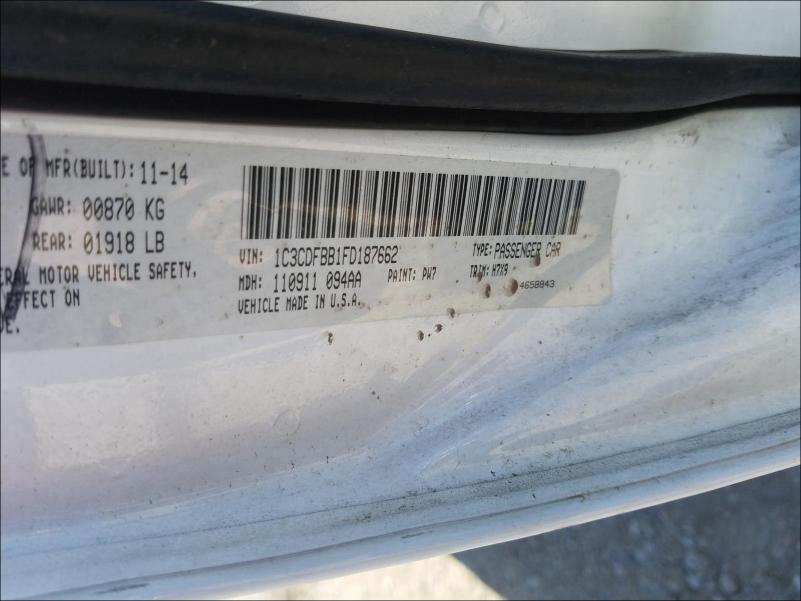 E OF MFR(BUILT): 11-14
GAWR: 00870 KG
REAR: 01918 LB
ERAL MOTOR VEHICLE SAFETY,
EFFECT ON
DE.
VIN: 1C3CDFBB1FD187662 TYPE: PASSENGER CAR
MDH: 110911 094AA PAINT: PW7 TRIM: H7X9
VEHICLE MADE IN U.S.A. 4658843